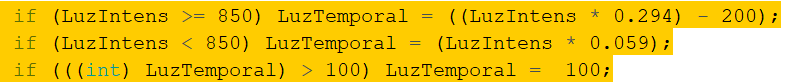 if (LuzIntens >= 850) LuzTemporal = ((LuzIntens * 0.294) - 200);
if (LuzIntens < 850) LuzTemporal = (LuzIntens * 0.059);
if (((int) LuzTemporal) > 100) LuzTemporal =  100;